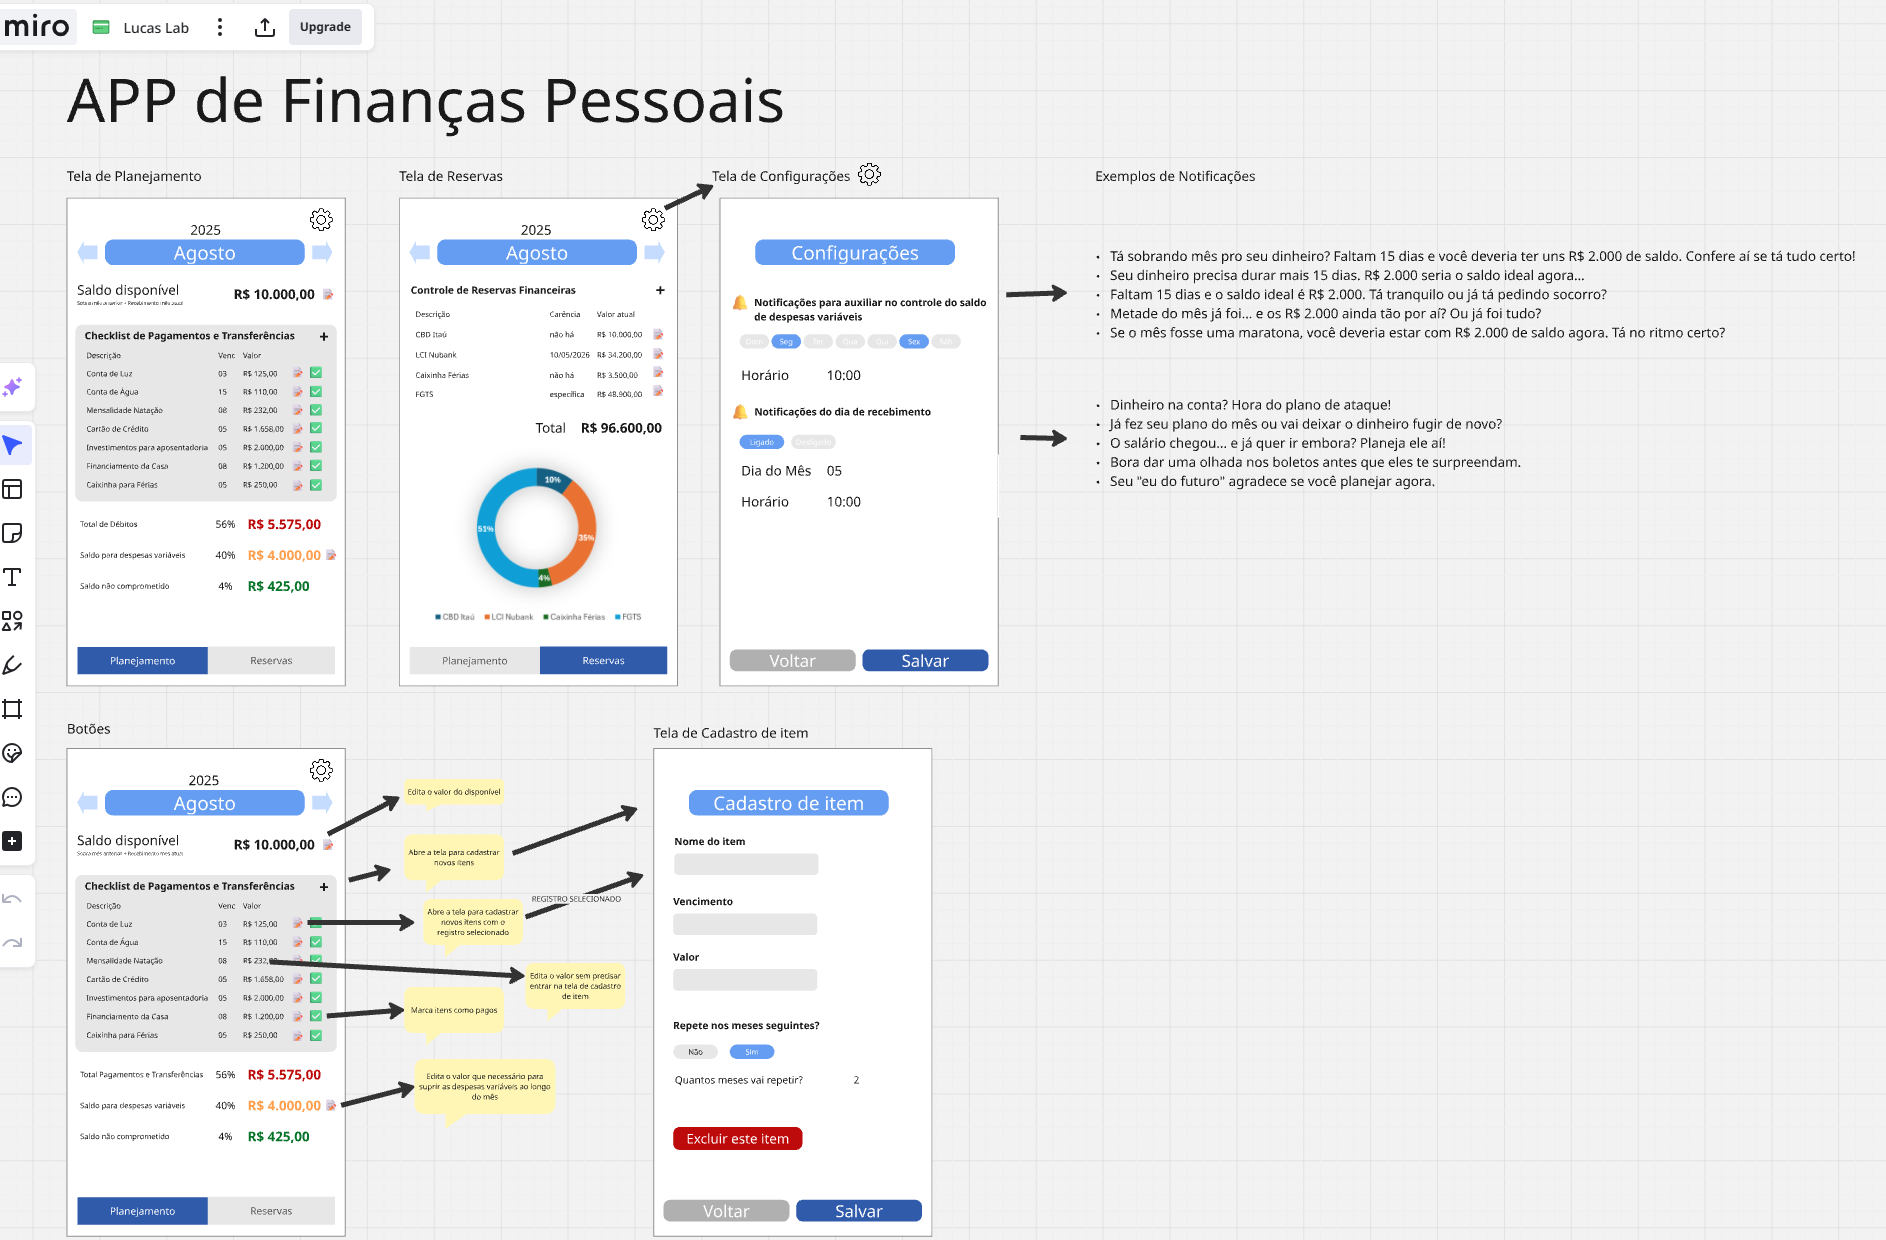 miro
Lucas Lab
Upgrade
APP de Finanças Pessoais
Tela de Planejamento
2025
Agosto
Saldo disponível
R$ 10.000,00
Checklist de Pagamentos e Transferências +
Descrição Venc Valor
Conta de Luz 03 R$ 125,00
Conta de Água 15 R$ 110,00
Mensalidade Natação 08 R$ 232,00
Cartão de Crédito 05 R$ 1.658,00
Investimentos para aposentadoria 05 R$ 2.000,00
Financiamento da Casa 08 R$ 1.200,00
Caixinha para Férias 05 R$ 250,00
Total de Débitos 56% R$ 5.575,00
Saldo para despesas variáveis 40% R$ 4.000,00
Saldo não comprometido 4% R$ 425,00
Planejamento Reservas
Tela de Reservas
2025
Agosto
Controle de Reservas Financeiras +
Descrição Carência Valor atual
CBD Itaú não há R$ 10.000,00
LCI Nubank 10/05/2026 R$ 34.200,00
Caixinha Férias não há R$ 3.500,00
FGTS específica R$ 48.900,00
Total R$ 96.600,00
10%
51%
35%
4%
CBD Itaú LCI Nubank Caixinha Férias FGTS
Planejamento Reservas
Tela de Configurações
Configurações
Notificações para auxiliar no controle do saldo
de despesas variáveis
Dom Seg Ter Qua Qui Sex Sáb
Horário 10:00
Notificações do dia de recebimento
Ligado Desligado
Dia do Mês 05
Horário 10:00
Voltar Salvar
Exemplos de Notificações
• Tá sobrando mês pro seu dinheiro? Faltam 15 dias e você deveria ter uns R$ 2.000 de saldo. Confere aí se tá tudo certo!
• Seu dinheiro precisa durar mais 15 dias. R$ 2.000 seria o saldo ideal agora...
• Faltam 15 dias e o saldo ideal é R$ 2.000. Tá tranquilo ou já tá pedindo socorro?
• Metade do mês já foi... e os R$ 2.000 ainda tão por aí? Ou já foi tudo?
• Se o mês fosse uma maratona, você deveria estar com R$ 2.000 de saldo agora. Tá no ritmo certo?
• Dinheiro na conta? Hora do plano de ataque!
• Já fez seu plano do mês ou vai deixar o dinheiro fugir de novo?
• O salário chegou... e já quer ir embora? Planeja ele aí!
• Bora dar uma olhada nos boletos antes que eles te surpreendam.
• Seu "eu do futuro" agradece se você planejar agora.
Botões
2025
Agosto
Saldo disponível
R$ 10.000,00
Checklist de Pagamentos e Transferências +
Descrição Venc Valor
Conta de Luz 03 R$ 125,00
Conta de Água 15 R$ 110,00
Mensalidade Natação 08 R$ 232,
Cartão de Crédito 05 R$ 1.658,00
Investimentos para aposentadoria 05 R$ 2.000,00
Financiamento da Casa 08 R$ 1.200,00
Caixinha para Férias 05 R$ 250,00
Total Pagamentos e Transferências 56% R$ 5.575,00
Saldo para despesas variáveis 40% R$ 4.000,00
Saldo não comprometido 4% R$ 425,00
Planejamento Reservas
Edita o valor do disponível
Abre a tela para cadastrar
novos itens
REGISTRO SELECIONADO
Abre a tela para cadastrar
novos itens com o
registro selecionado
Edita o valor sem precisar
entrar na tela de cadastro
de item
Marca itens como pagos
Edita o valor que necessário para
suprir as despesas variáveis ao longo
do mês
Tela de Cadastro de item
Cadastro de item
Nome do item
Vencimento
Valor
Repete nos meses seguintes?
Não Sim
Quantos meses vai repetir? 2
Excluir este item
Voltar Salvar